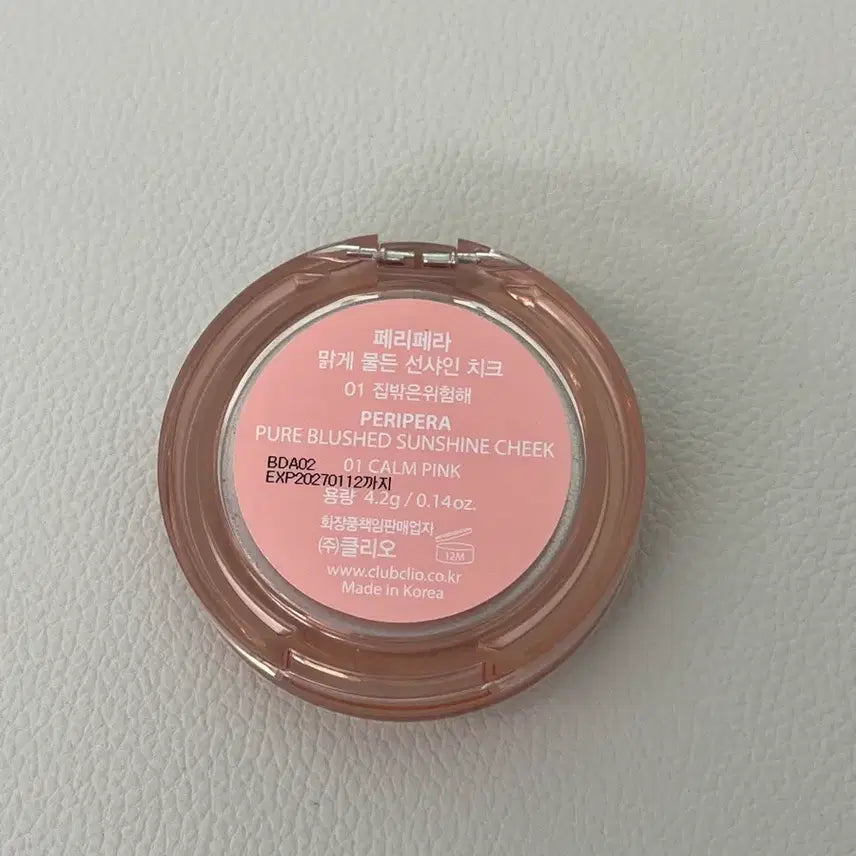 페리페라
맑게 물든 선샤인 치크
01 집밖은위험해
PERIPERA
PURE BLUSHED SUNSHINE CHEEK
BDA02
01 CALM PINK
EXP20270112까지
용량 4.2g / 0.14oz.
화장품책임판매업자
㈜클리오
12M
www.clubclio.co.kr
Made in Korea